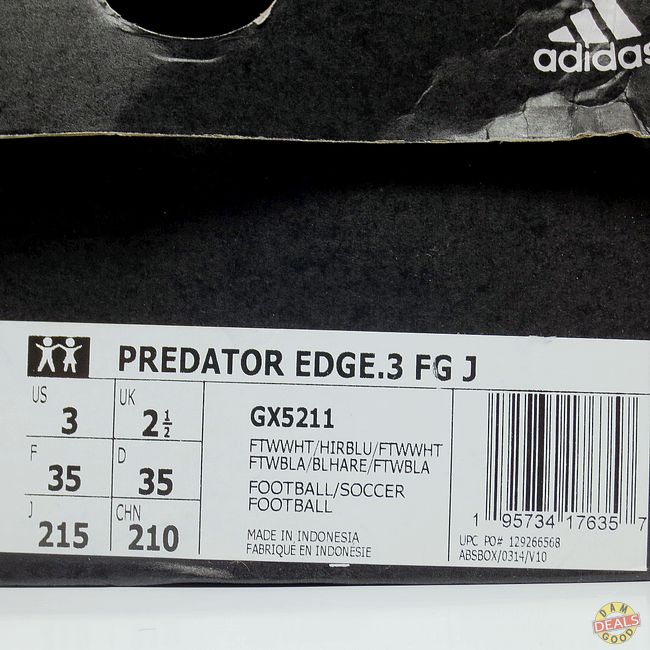 adidas
PREDATOR EDGE.3 FG J
US 3 UK 2 1/2
F 35 D 35
J 215 CHN 210
GX5211
FTWWHT/HIRBLU/FTWWHT
FTWBLA/BLHARE/FTWBLA
FOOTBALL/SOCCER
FOOTBALL
MADE IN INDONESIA
FABRIQUE EN INDONESIE
1 95734 17635 7
UPC PO# 129266568
ABSBOX/0314/V10
DAM
DEALS
GOOD